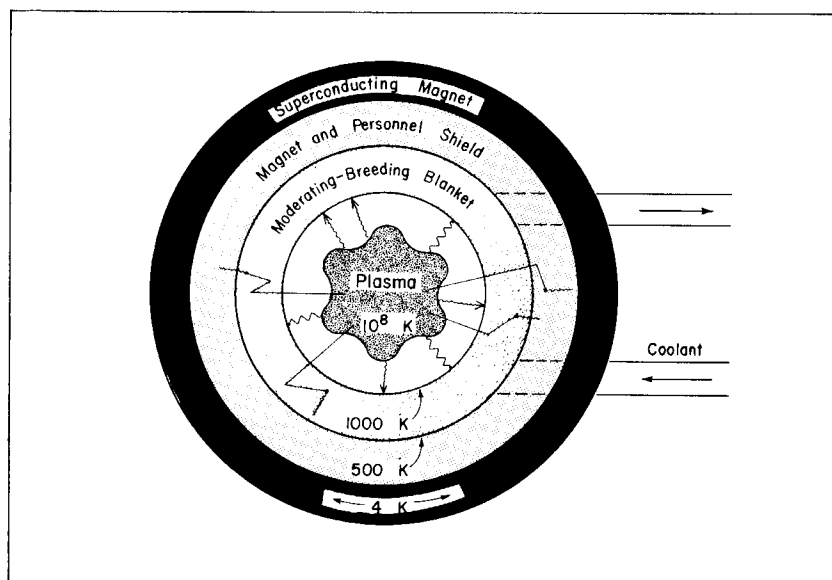 Superconducting Magnet
Magnet and Personnel Shield
Moderating-Breeding Blanket
Plasma
10⁸ K
Coolant
1000 K
500 K
4 K